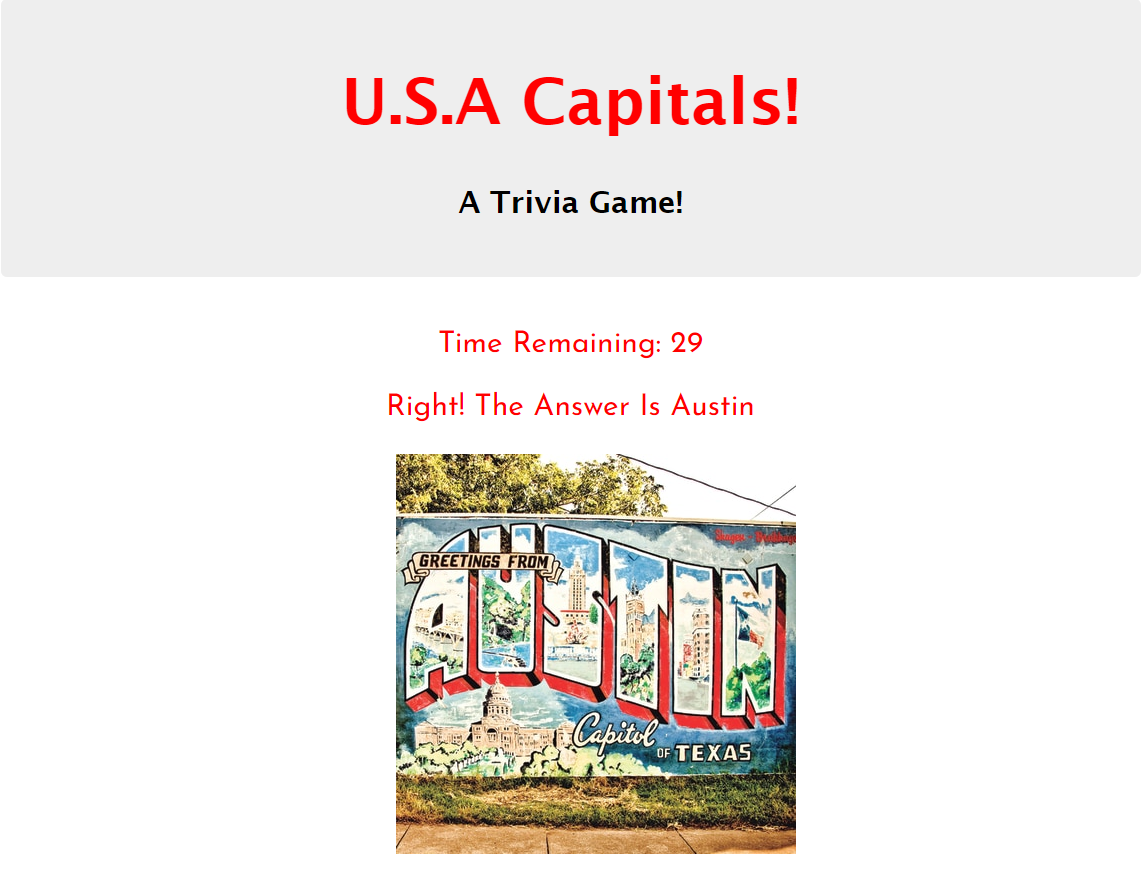 U.S.A Capitals!
A Trivia Game!
Time Remaining: 29
Right! The Answer Is Austin
GREETINGS FROM
AUSTIN
Capitol
OF TEXAS